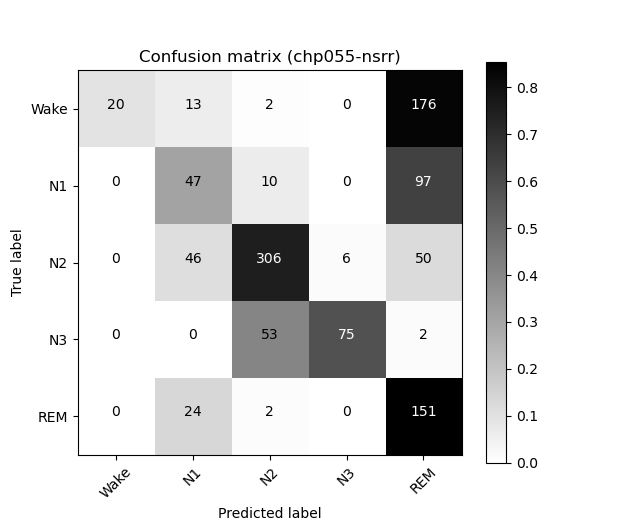 Confusion matrix (chp055-nsrr)
True label
Wake 20 13 2 0 176
N1 0 47 10 0 97
N2 0 46 306 6 50
N3 0 0 53 75 2
REM 0 24 2 0 151
Wake N1 N2 N3 REM
Predicted label
0.8
0.7
0.6
0.5
0.4
0.3
0.2
0.1
0.0